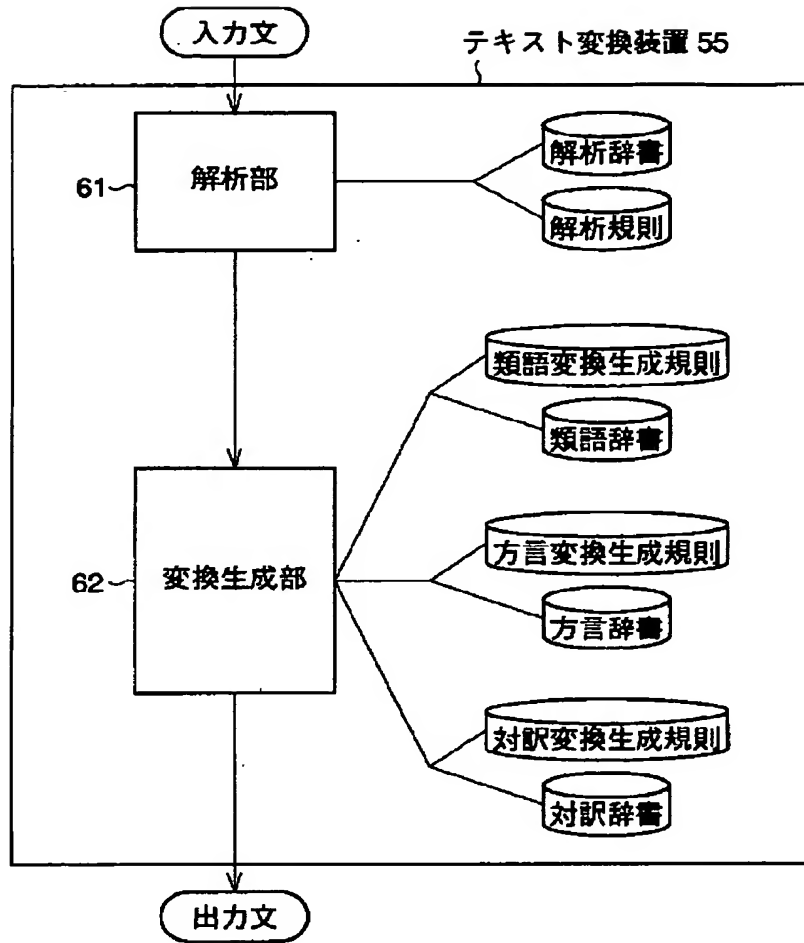 入力文
テキスト変換装置 55
解析部
61
解析辞書
解析規則
類語変換生成規則
類語辞書
変換生成部
62
方言変換生成規則
方言辞書
対訳変換生成規則
対訳辞書
出力文